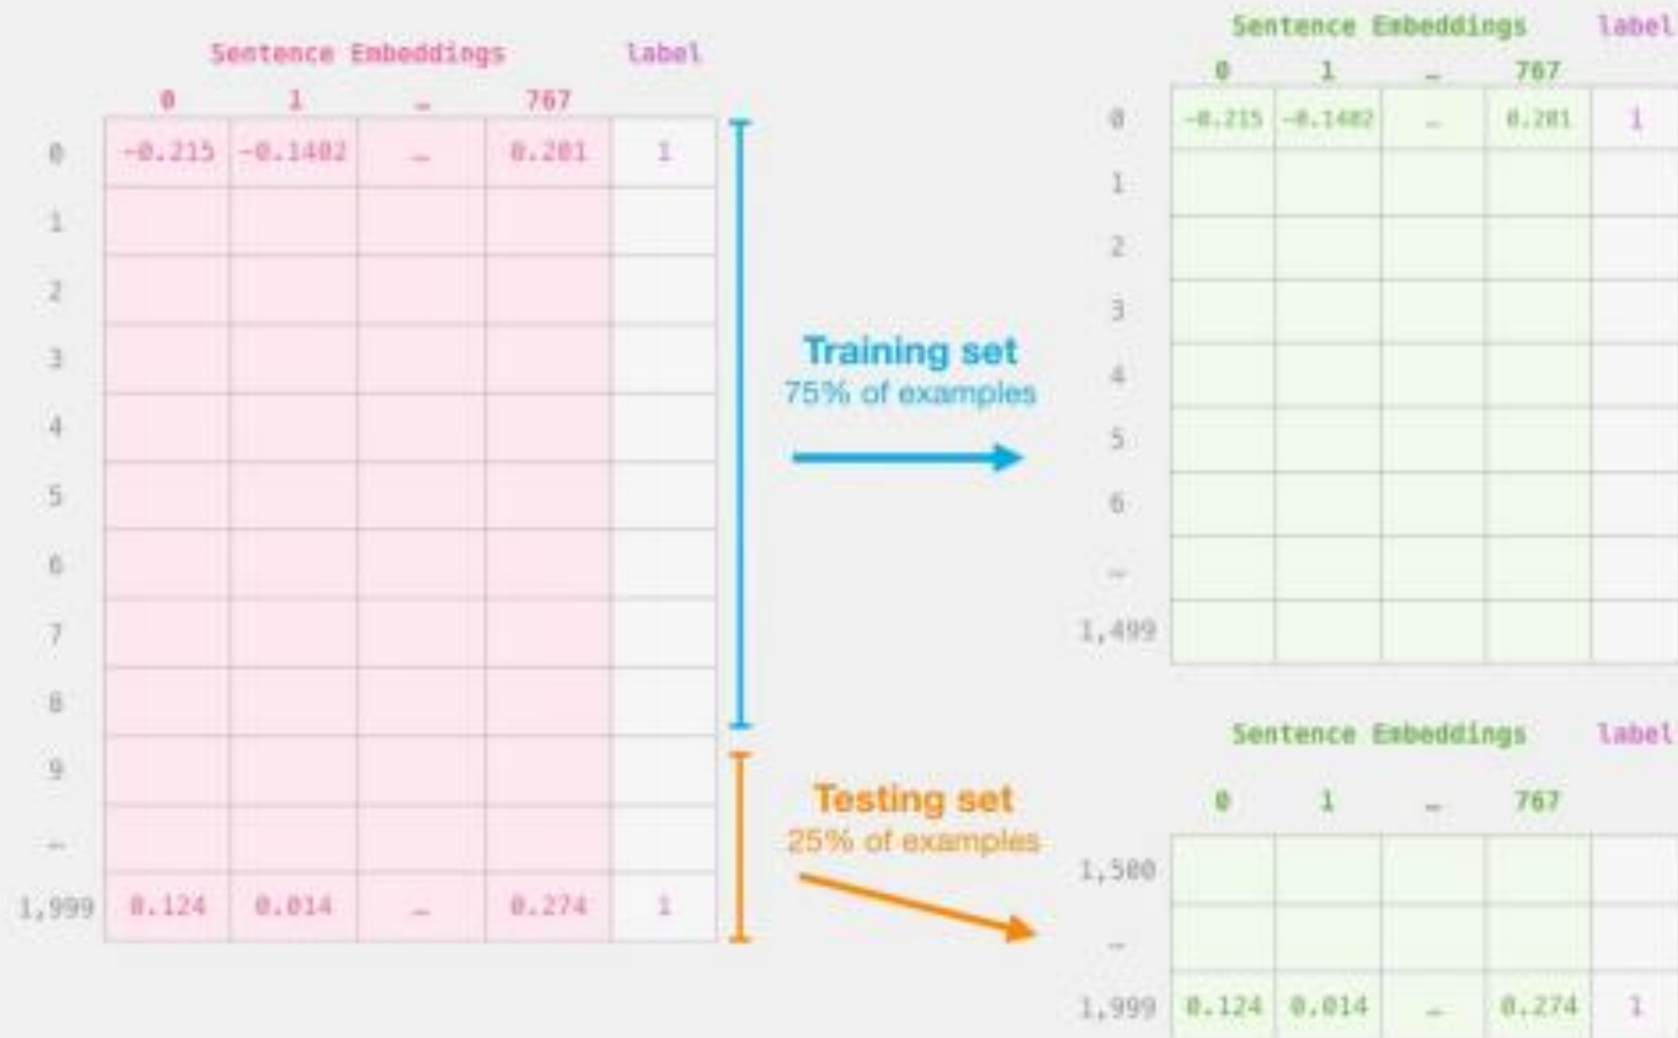 Sentence Embeddings label
0 1 … 767
0 -0.215 -0.1402 … 0.201 1
1
2
3
4
5
6
7
8
9
…
1,999 0.124 0.014 … 0.274 1
Training set
75% of examples
Testing set
25% of examples
Sentence Embeddings label
0 1 … 767
0 -0.215 -0.1402 … 0.201 1
1
2
3
4
5
6
…
1,499
Sentence Embeddings label
0 1 … 767
1,500
…
1,999 0.124 0.014 … 0.274 1